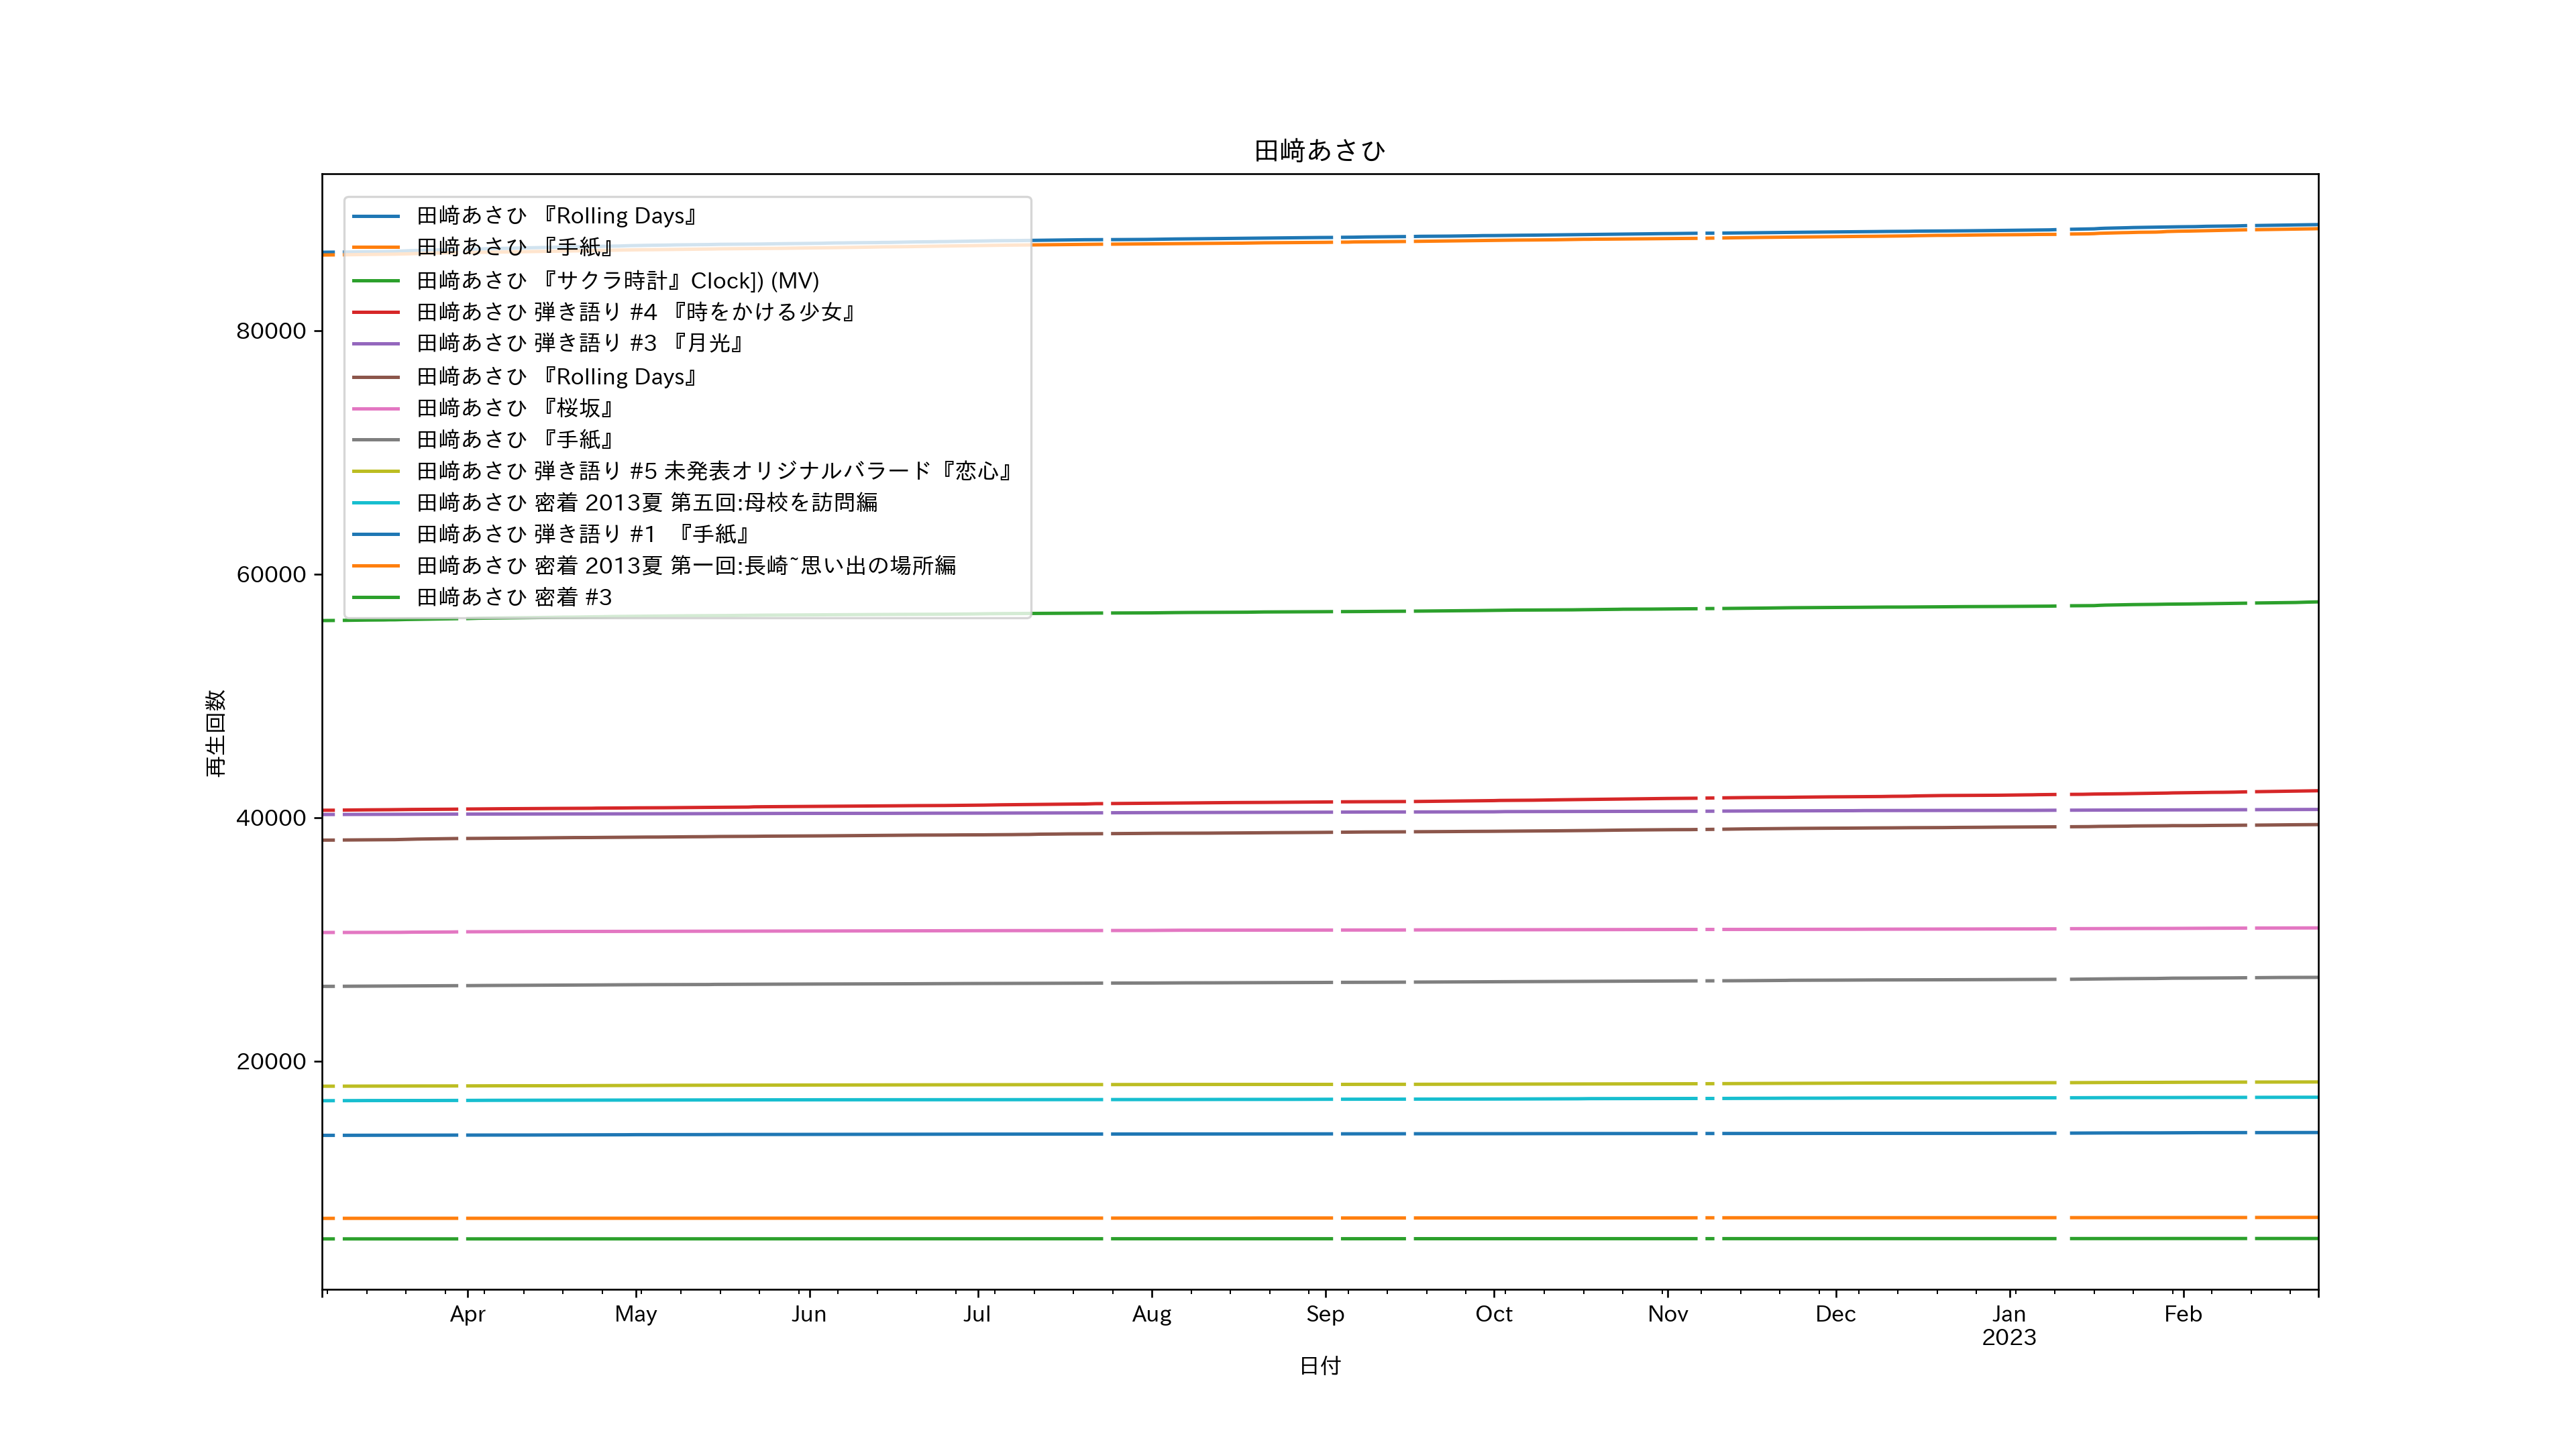 田﨑あさひ
田﨑あさひ 『Rolling Days』
田﨑あさひ 『手紙』
田﨑あさひ 『サクラ時計』Clock]) (MV)
田﨑あさひ 弾き語り #4 『時をかける少女』
田﨑あさひ 弾き語り #3 『月光』
田﨑あさひ 『Rolling Days』
田﨑あさひ 『桜坂』
田﨑あさひ 『手紙』
田﨑あさひ 弾き語り #5 未発表オリジナルバラード『恋心』
田﨑あさひ 密着 2013夏 第五回:母校を訪問編
田﨑あさひ 弾き語り #1 『手紙』
田﨑あさひ 密着 2013夏 第一回:長崎~思い出の場所編
田﨑あさひ 密着 #3
80000
60000
40000
20000
再生回数
Apr May Jun Jul Aug Sep Oct Nov Dec Jan Feb
2023
日付